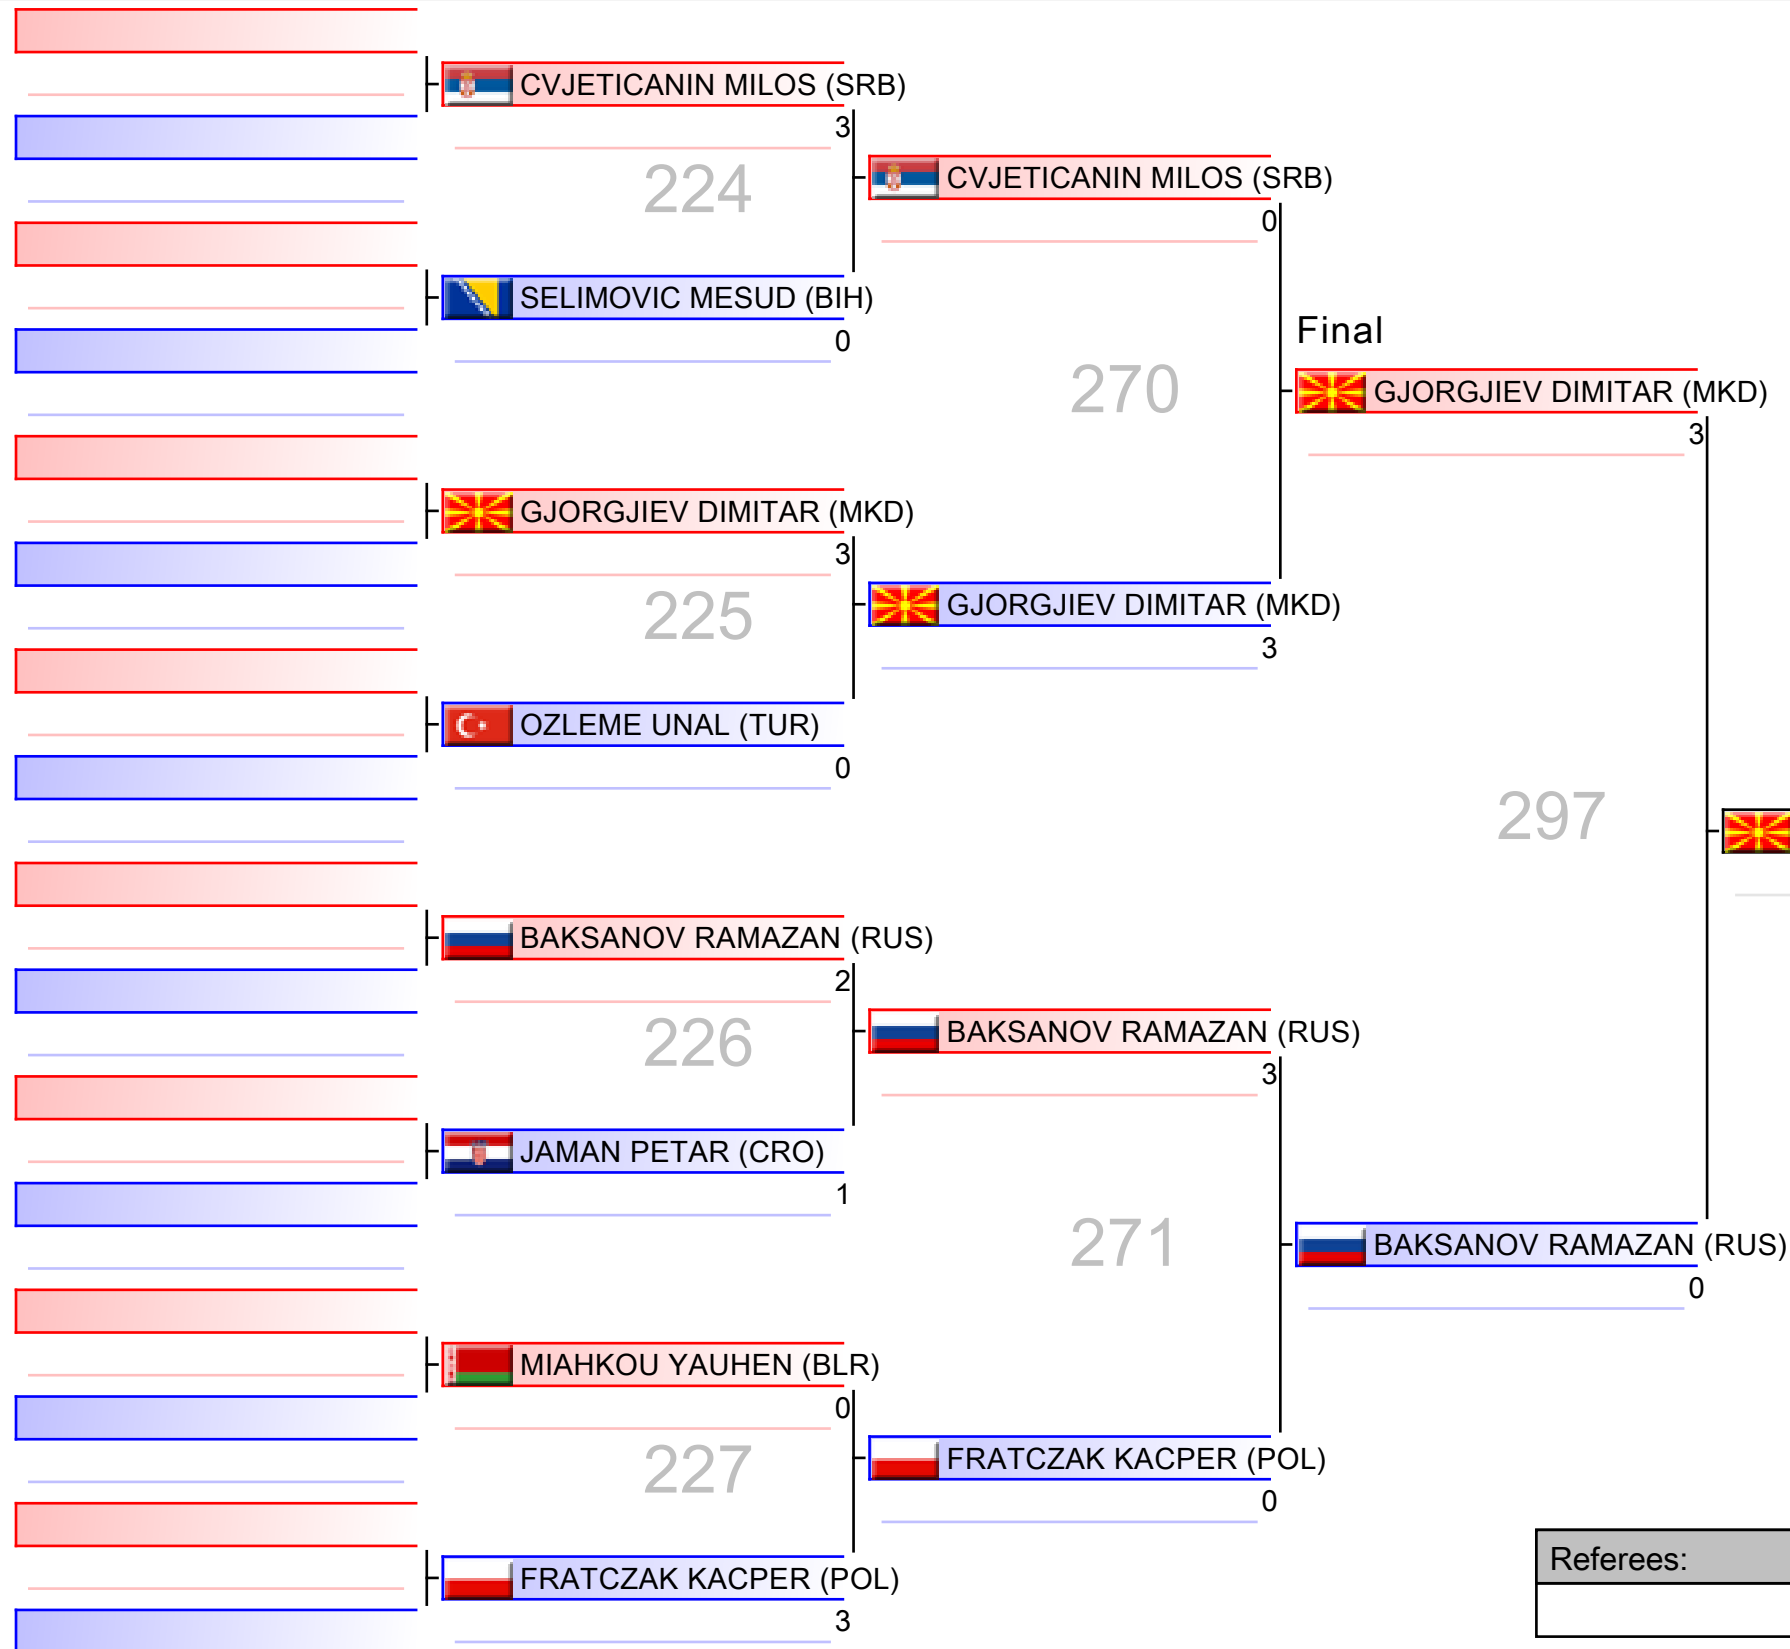 CVJETICANIN MILOS (SRB)
3
224
CVJETICANIN MILOS (SRB)
0
SELIMOVIC MESUD (BIH)
0
Final
270
GJORGJIEV DIMITAR (MKD)
3
GJORGJIEV DIMITAR (MKD)
3
225
GJORGJIEV DIMITAR (MKD)
3
OZLEME UNAL (TUR)
0
297
BAKSANOV RAMAZAN (RUS)
2
226
BAKSANOV RAMAZAN (RUS)
3
JAMAN PETAR (CRO)
1
271
BAKSANOV RAMAZAN (RUS)
0
MIAHKOU YAUHEN (BLR)
0
227
FRATCZAK KACPER (POL)
0
FRATCZAK KACPER (POL)
3
Referees: